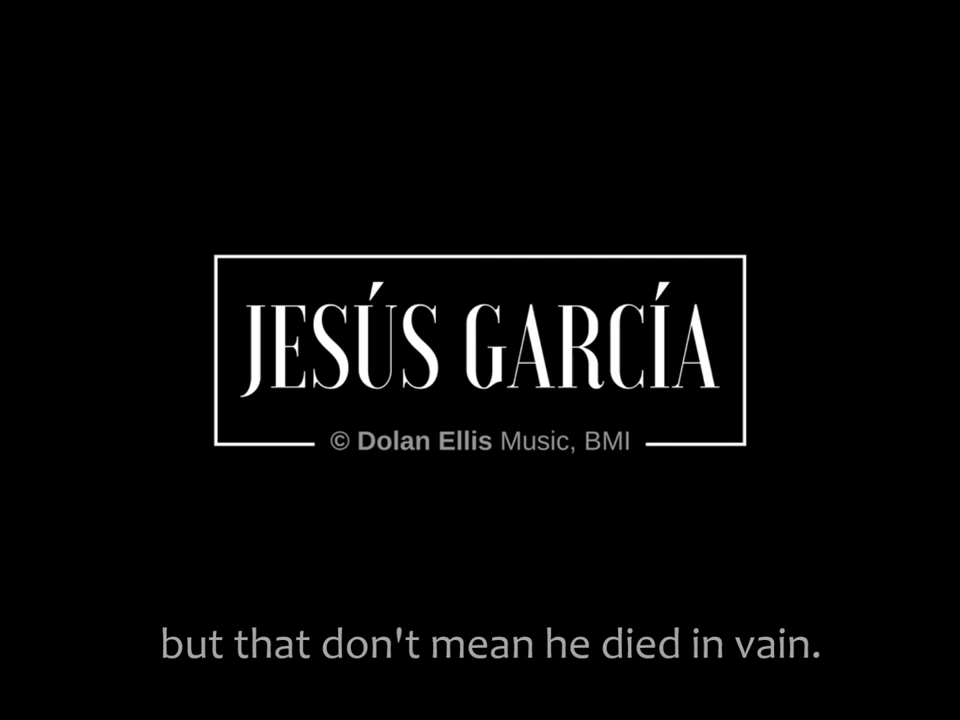 JESÚS GARCÍA
© Dolan Ellis Music, BMI
but that don't mean he died in vain.